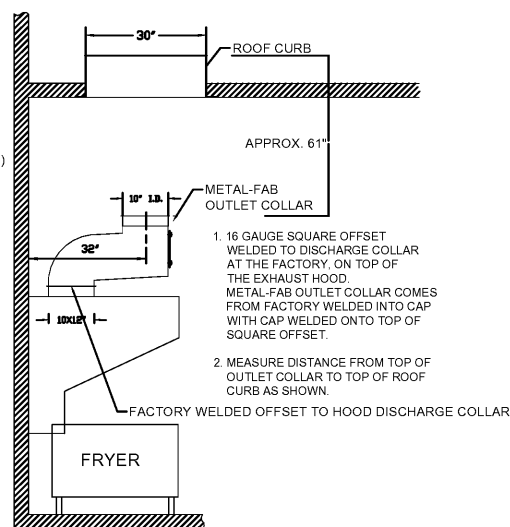 30"
ROOF CURB
APPROX. 61"
)
10" I.D.
METAL-FAB
OUTLET COLLAR
32"
1. 16 GAUGE SQUARE OFFSET
WELDED TO DISCHARGE COLLAR
AT THE FACTORY, ON TOP OF
THE EXHAUST HOOD.
METAL-FAB OUTLET COLLAR COMES
FROM FACTORY WELDED INTO CAP
WITH CAP WELDED ONTO TOP OF
SQUARE OFFSET.
10X12"
2. MEASURE DISTANCE FROM TOP OF
OUTLET COLLAR TO TOP OF ROOF
CURB AS SHOWN.
FACTORY WELDED OFFSET TO HOOD DISCHARGE COLLAR
FRYER